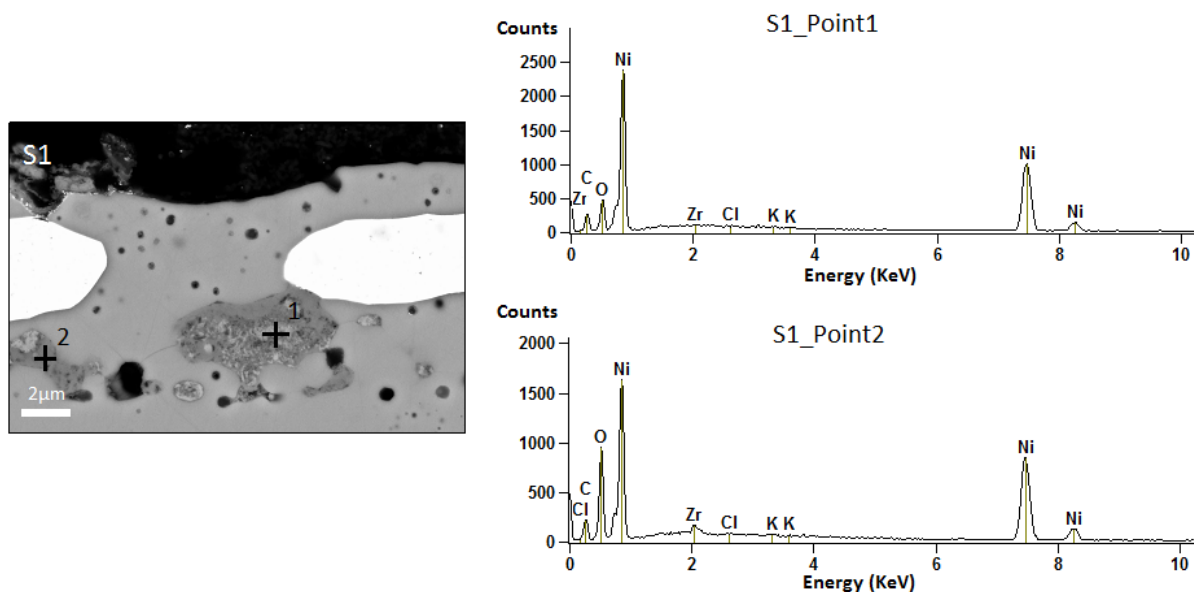 S1
1
2
2μm
S1_Point1
Counts
2500
2000
1500
1000
500
0
Ni
C
Zr
O
Zr
Cl
K
K
Ni
Ni
0
2
4
6
8
10
Energy (KeV)
S1_Point2
Counts
2000
1500
1000
500
0
Ni
O
C
Cl
Zr
Cl
K
K
Ni
Ni
0
2
4
6
8
10
Energy (KeV)